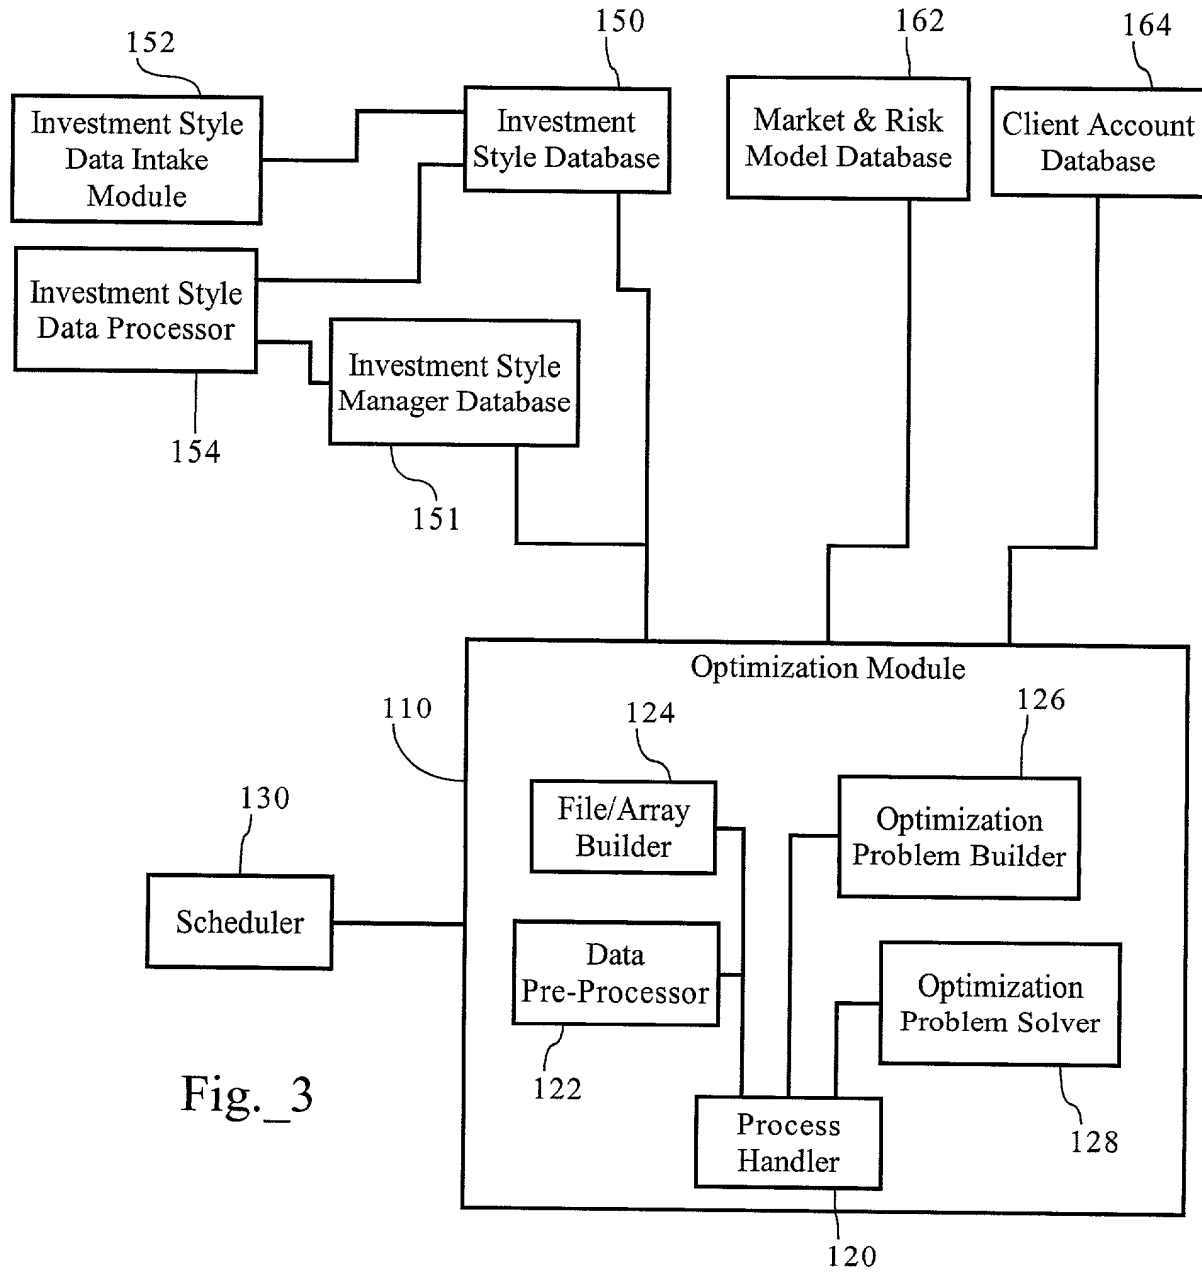 152
150
162
164
Investment Style
Data Intake
Module
Investment
Style Database
Market & Risk
Model Database
Client Account
Database
Investment Style
Data Processor
154
Investment Style
Manager Database
151
Optimization Module
110
124
126
File/Array
Builder
Optimization
Problem Builder
130
Scheduler
Data
Pre-Processor
122
Optimization
Problem Solver
128
Process
Handler
120
Fig._3